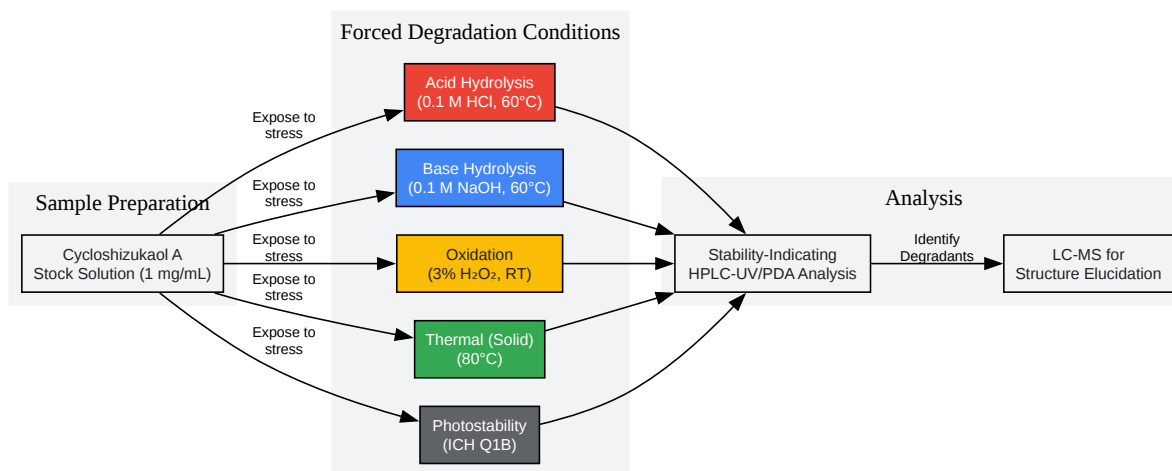 Forced Degradation Conditions
Acid Hydrolysis
(0.1 M HCl, 60°C)
Expose to
stress
Base Hydrolysis
(0.1 M NaOH, 60°C)
Expose to
stress
Sample Preparation
Analysis
Cycloshizukaol A
Stock Solution (1 mg/mL)
Expose to
stress
Oxidation
(3% H₂O₂, RT)
Stability-Indicating
HPLC-UV/PDA Analysis
Identify
Degradants
LC-MS for
Structure Elucidation
Expose to
stress
Thermal (Solid)
(80°C)
Expose to
stress
Photostability
(ICH Q1B)